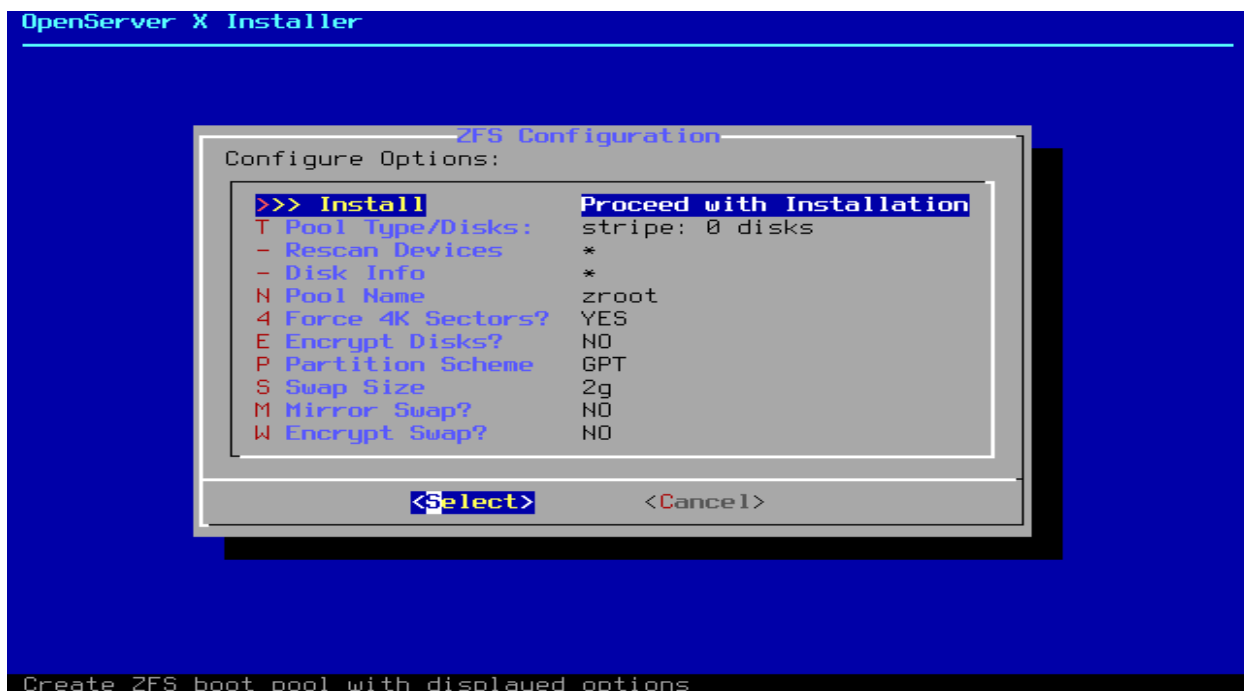 OpenServer X Installer
ZFS Configuration
Configure Options:
>>> Install Proceed with Installation
T Pool Type/Disks: stripe: 0 disks
- Rescan Devices *
- Disk Info *
N Pool Name zroot
4 Force 4K Sectors? YES
E Encrypt Disks? NO
P Partition Scheme GPT
S Swap Size 2g
M Mirror Swap? NO
W Encrypt Swap? NO
<Select> <Cancel>
Create ZFS boot pool with displayed options